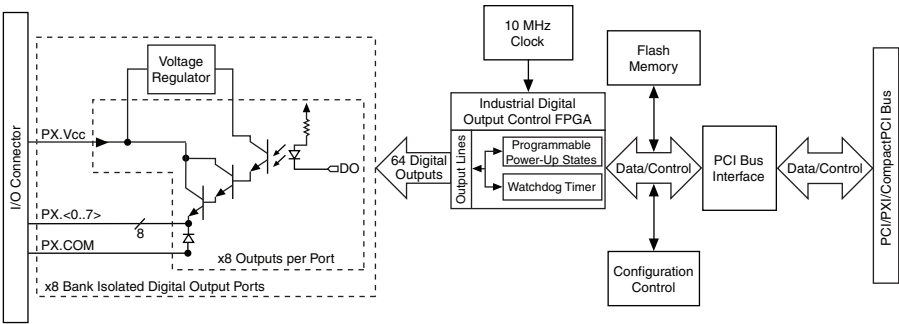 I/O Connector
Voltage
Regulator
PX.Vcc
PX.<0..7>
8
PX.COM
DO
x8 Outputs per Port
x8 Bank Isolated Digital Output Ports
64 Digital
Outputs
10 MHz
Clock
Industrial Digital
Output Control FPGA
Output Lines
Programmable
Power-Up States
Watchdog Timer
Flash
Memory
Data/Control
Configuration
Control
PCI Bus
Interface
Data/Control
PCI/PXI/CompactPCI Bus